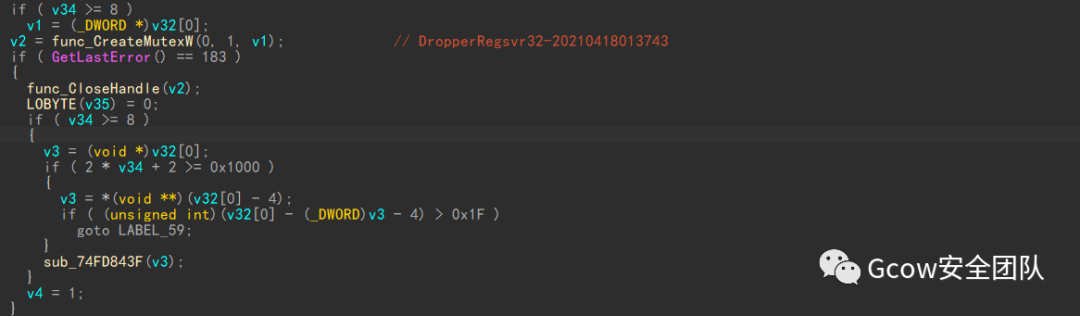 if ( v34 >= 8 )
v1 = (_DWORD *)v32[0];
v2 = func_CreateMutexW(0, 1, v1); // DropperRegsvr32-20210418013743
if ( GetLastError() == 183 )
{
func_CloseHandle(v2);
LOBYTE(v35) = 0;
if ( v34 >= 8 )
{
v3 = (void *)v32[0];
if ( 2 * v34 + 2 >= 0x1000 )
{
v3 = *(void **)(v32[0] - 4);
if ( (unsigned int)(v32[0] - (_DWORD)v3 - 4) > 0x1F )
goto LABEL_59;
}
sub_74FD843F(v3);
}
v4 = 1;
}
Gcow安全团队